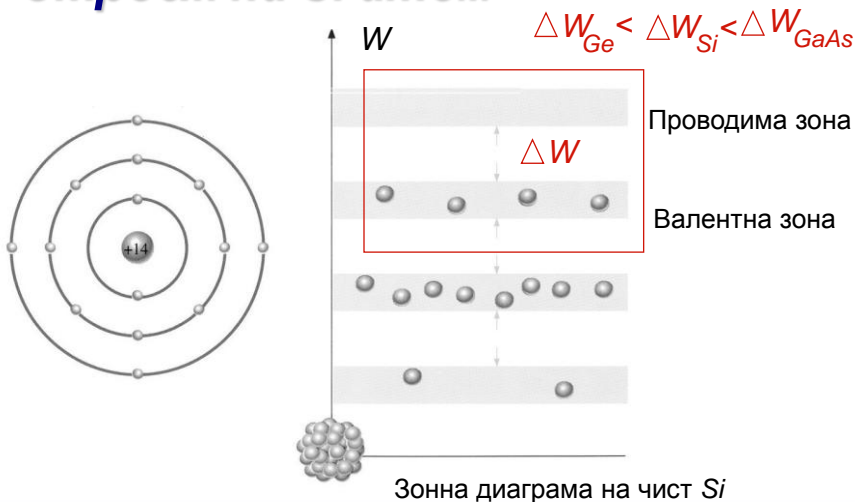 W
△W_Ge < △W_Si < △W_GaAs
Проводима зона
△W
Валентна зона
+14
Зонна диаграма на чист Si